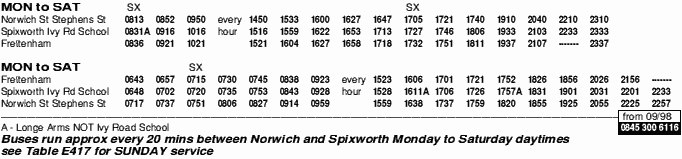 MON to SAT SX SX
Norwich St Stephens St 0813 0852 0950 every 1450 1533 1600 1627 1647 1705 1721 1740 1910 2040 2210 2310
Spixworth Ivy Rd School 0831A 0916 1016 hour 1516 1559 1622 1653 1713 1727 1746 1806 1933 2103 2233 2333
Freitenham 0836 0921 1021 1521 1604 1627 1658 1718 1732 1751 1811 1937 2107 ------- 2337
MON to SAT SX
Freitenham 0643 0657 0715 0730 0745 0838 0923 every 1523 1606 1701 1721 1752 1826 1856 2026 2156 -------
Spixworth Ivy Rd School 0648 0702 0720 0735 0753 0843 0928 hour 1528 1611A 1706 1726 1757A 1831 1901 2031 2201 2233
Norwich St Stephens St 0717 0737 0751 0806 0827 0914 0959 1559 1638 1737 1759 1820 1855 1925 2055 2225 2257
from 09/98
A - Longe Arms NOT Ivy Road School
0845 300 6116
Buses run approx every 20 mins between Norwich and Spixworth Monday to Saturday daytimes
see Table E417 for SUNDAY service